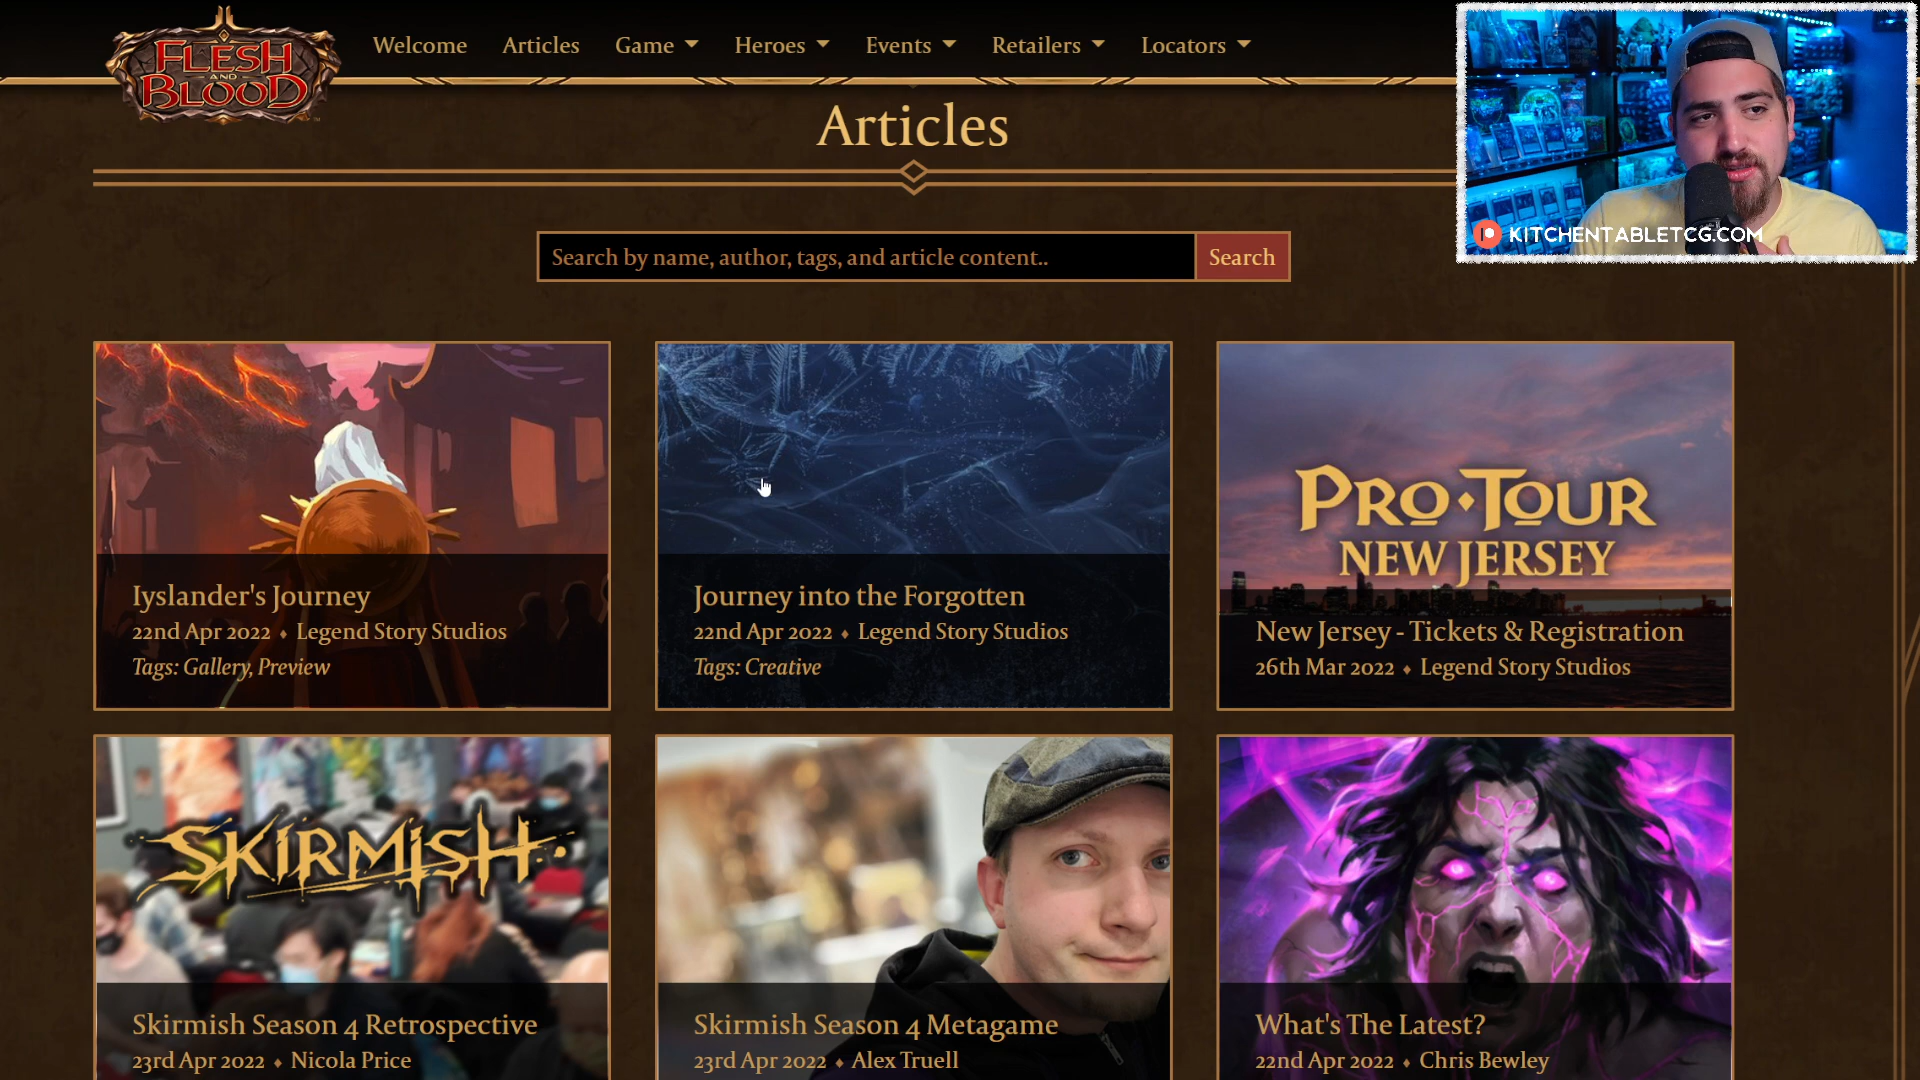 FLESH
AND
BLOOD
Welcome
Articles
Game
Heroes
Events
Retailers
Locators
KITCHENTABLETCG.COM
Articles
Search by name, author, tags, and article content..
Search
Iyslander's Journey
22nd Apr 2022 ♦ Legend Story Studios
Tags: Gallery, Preview
Journey into the Forgotten
22nd Apr 2022 ♦ Legend Story Studios
Tags: Creative
PRO·TOUR
NEW JERSEY
New Jersey - Tickets & Registration
26th Mar 2022 ♦ Legend Story Studios
SKIRMISH
Skirmish Season 4 Retrospective
23rd Apr 2022 ♦ Nicola Price
Skirmish Season 4 Metagame
23rd Apr 2022 ♦ Alex Truell
What's The Latest?
22nd Apr 2022 ♦ Chris Bewley